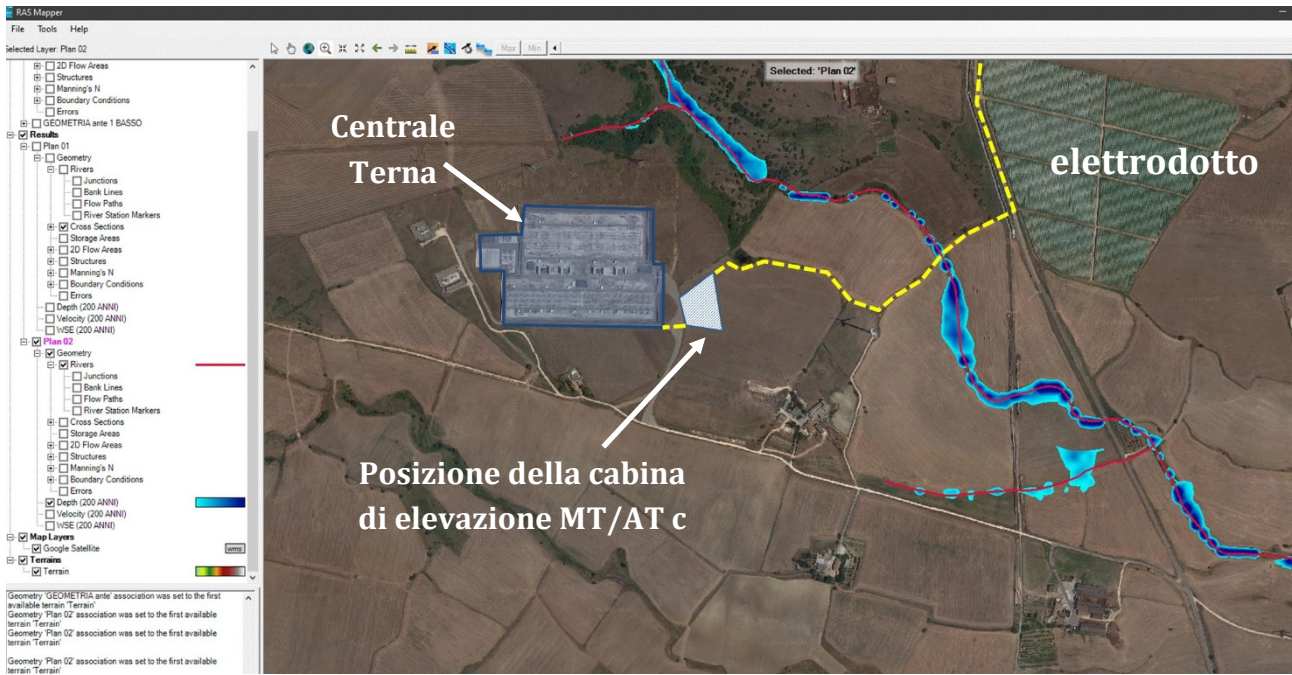 RAS Mapper
File Tools Help
Selected Layer: Plan 02
Max Min
2D Flow Areas
Structures
Manning's N
Boundary Conditions
Errors
GEOMETRIA ante 1 BASSO
Results
Plan 01
Geometry
Rivers
Junctions
Bank Lines
Flow Paths
River Station Markers
Cross Sections
Storage Areas
2D Flow Areas
Structures
Manning's N
Boundary Conditions
Errors
Depth (200 ANNI)
Velocity (200 ANNI)
WSE (200 ANNI)
Plan 02
Geometry
Rivers
Junctions
Bank Lines
Flow Paths
River Station Markers
Cross Sections
Storage Areas
2D Flow Areas
Structures
Manning's N
Boundary Conditions
Errors
Depth (200 ANNI)
Velocity (200 ANNI)
WSE (200 ANNI)
Map Layers
Google Satellite
wms
Terrains
Terrain
Geometry 'GEOMETRIA ante' association was set to the first
available terrain 'Terrain'
Geometry 'Plan 02' association was set to the first available
terrain 'Terrain'
Geometry 'Plan 02' association was set to the first available
terrain 'Terrain'
Geometry 'Plan 02' association was set to the first available
terrain 'Terrain'
Selected: 'Plan 02'
Centrale
Terna
elettrodotto
Posizione della cabina
di elevazione MT/AT c